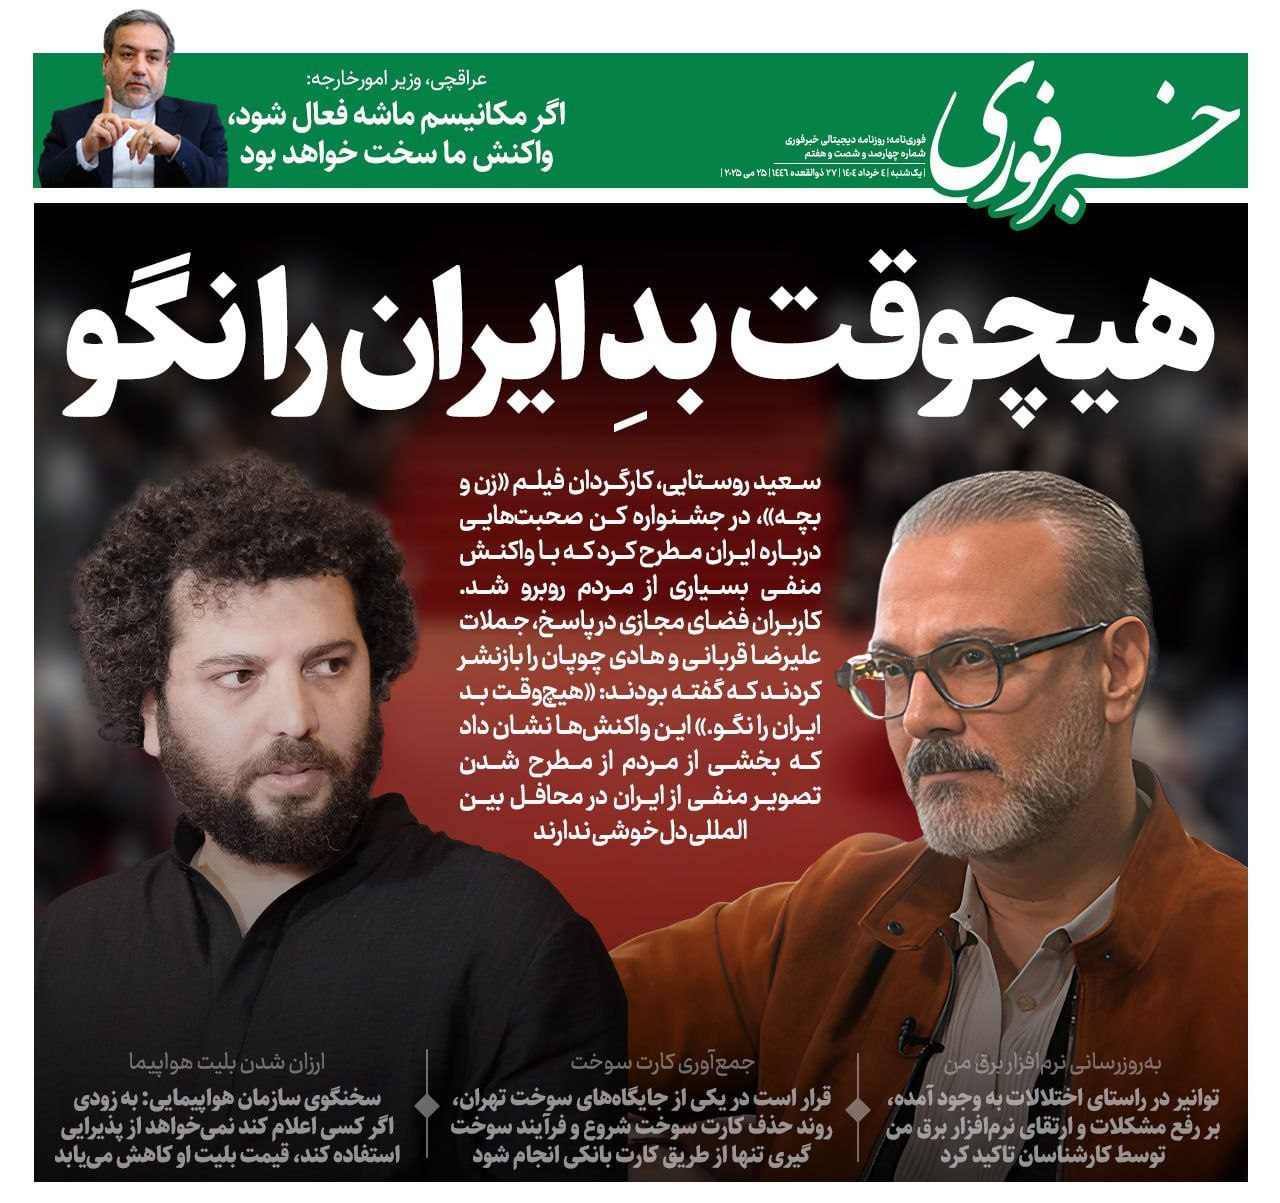 خبرفوری
فوری‌نامه؛ روزنامه دیجیتالی خبرفوری
شماره چهارصد و شصت و هفتم
| یک‌شنبه | ۴ خرداد ۱۴۰۴ | ۲۷ ذوالقعده ۱۴۴۶ | ۲۵ می ۲۰۲۵ |
عراقچی، وزیر امورخارجه:
اگر مکانیسم ماشه فعال شود،
واکنش ما سخت خواهد بود
هیچوقت بدِ ایران را نگو
سعید روستایی، کارگردان فیلم «زن و
بچه»، در جشنواره کن صحبت‌هایی
درباره ایران مطرح کرد که با واکنش
منفی بسیاری از مردم روبرو شد.
کاربران فضای مجازی در پاسخ، جملات
علیرضا قربانی و هادی چوپان را بازنشر
کردند که گفته بودند: «هیچ‌وقت بد
ایران را نگو.» این واکنش‌ها نشان داد
که بخشی از مردم از مطرح شدن
تصویر منفی از ایران در محافل بین
المللی دل خوشی ندارند
به‌روزرسانی نرم‌افزار برق من
توانیر در راستای اختلالات به وجود آمده،
بر رفع مشکلات و ارتقای نرم‌افزار برق من
توسط کارشناسان تاکید کرد
جمع‌آوری کارت سوخت
قرار است در یکی از جایگاه‌های سوخت تهران،
روند حذف کارت سوخت شروع و فرآیند سوخت
گیری تنها از طریق کارت بانکی انجام شود
ارزان شدن بلیت هواپیما
سخنگوی سازمان هواپیمایی: به زودی
اگر کسی اعلام کند نمی‌خواهد از پذیرایی
استفاده کند، قیمت بلیت او کاهش می‌یابد